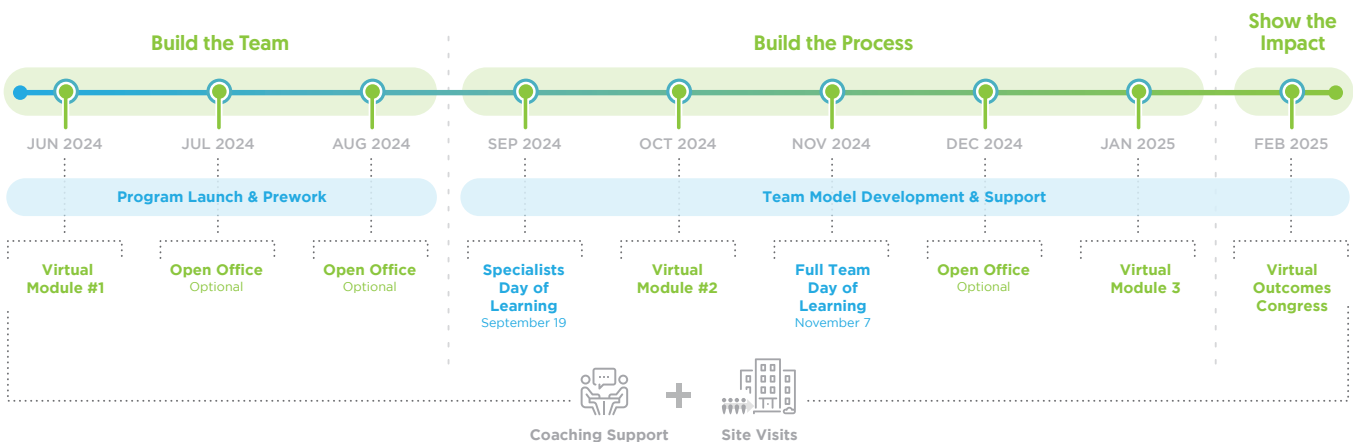 Build the Team
Build the Process
Show the
Impact
JUN 2024
JUL 2024
AUG 2024
SEP 2024
OCT 2024
NOV 2024
DEC 2024
JAN 2025
FEB 2025
Program Launch & Prework
Team Model Development & Support
Virtual
Module #1
Open Office
Optional
Open Office
Optional
Specialists
Day of
Learning
September 19
Virtual
Module #2
Full Team
Day of
Learning
November 7
Open Office
Optional
Virtual
Module 3
Virtual
Outcomes
Congress
Coaching Support
Site Visits